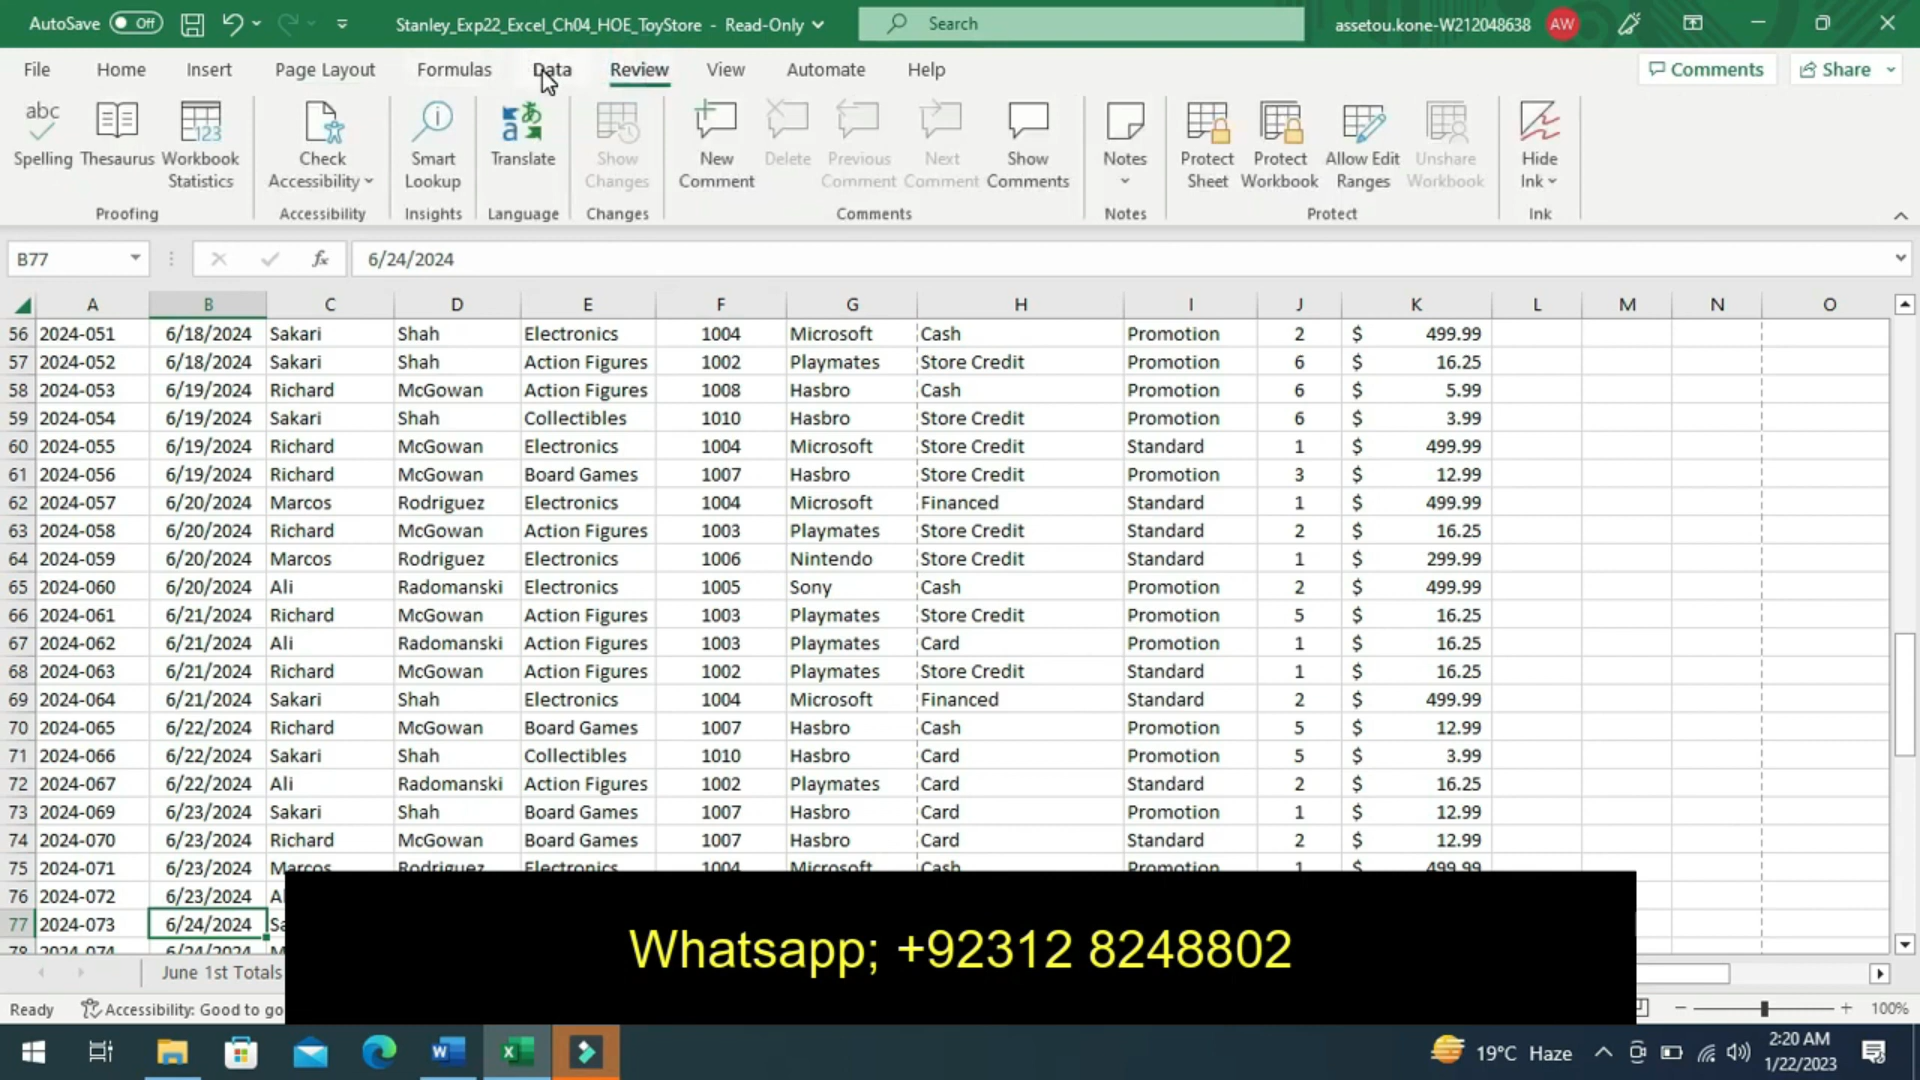 AutoSave Off Stanley_Exp22_Excel_Ch04_HOE_ToyStore - Read-Only Search assetou.kone-W212048638 AW
File Home Insert Page Layout Formulas Data Review View Automate Help Comments Share
Spelling Thesaurus Workbook Statistics Check Accessibility Smart Lookup Translate Show Changes New Comment Delete Previous Comment Next Comment Show Comments Notes Protect Sheet Protect Workbook Allow Edit Ranges Unshare Workbook Hide Ink
Proofing Accessibility Insights Language Changes Comments Notes Protect Ink
B77 fx 6/24/2024
A B C D E F G H I J K L M N O
56 2024-051 6/18/2024 Sakari Shah Electronics 1004 Microsoft Cash Promotion 2 $ 499.99
57 2024-052 6/18/2024 Sakari Shah Action Figures 1002 Playmates Store Credit Promotion 6 $ 16.25
58 2024-053 6/19/2024 Richard McGowan Action Figures 1008 Hasbro Cash Promotion 6 $ 5.99
59 2024-054 6/19/2024 Sakari Shah Collectibles 1010 Hasbro Store Credit Promotion 6 $ 3.99
60 2024-055 6/19/2024 Richard McGowan Electronics 1004 Microsoft Store Credit Standard 1 $ 499.99
61 2024-056 6/19/2024 Richard McGowan Board Games 1007 Hasbro Store Credit Promotion 3 $ 12.99
62 2024-057 6/20/2024 Marcos Rodriguez Electronics 1004 Microsoft Financed Standard 1 $ 499.99
63 2024-058 6/20/2024 Richard McGowan Action Figures 1003 Playmates Store Credit Standard 2 $ 16.25
64 2024-059 6/20/2024 Marcos Rodriguez Electronics 1006 Nintendo Store Credit Standard 1 $ 299.99
65 2024-060 6/20/2024 Ali Radomanski Electronics 1005 Sony Cash Promotion 2 $ 499.99
66 2024-061 6/21/2024 Richard McGowan Action Figures 1003 Playmates Store Credit Promotion 5 $ 16.25
67 2024-062 6/21/2024 Ali Radomanski Action Figures 1003 Playmates Card Promotion 1 $ 16.25
68 2024-063 6/21/2024 Richard McGowan Action Figures 1002 Playmates Store Credit Standard 1 $ 16.25
69 2024-064 6/21/2024 Sakari Shah Electronics 1004 Microsoft Financed Standard 2 $ 499.99
70 2024-065 6/22/2024 Richard McGowan Board Games 1007 Hasbro Cash Promotion 5 $ 12.99
71 2024-066 6/22/2024 Sakari Shah Collectibles 1010 Hasbro Card Promotion 5 $ 3.99
72 2024-067 6/22/2024 Ali Radomanski Action Figures 1002 Playmates Card Standard 2 $ 16.25
73 2024-069 6/23/2024 Sakari Shah Board Games 1007 Hasbro Card Promotion 1 $ 12.99
74 2024-070 6/23/2024 Richard McGowan Board Games 1007 Hasbro Card Standard 2 $ 12.99
75 2024-071 6/23/2024 Marcos Rodriguez Electronics 1004 Microsoft Cash Promotion 1 $ 499.99
76 2024-072 6/23/2024
77 2024-073 6/24/2024
78 2024-074 6/24/2024
Whatsapp; +92312 8248802
June 1st Totals
Ready Accessibility: Good to go 100%
19°C Haze 2:20 AM
1/22/2023